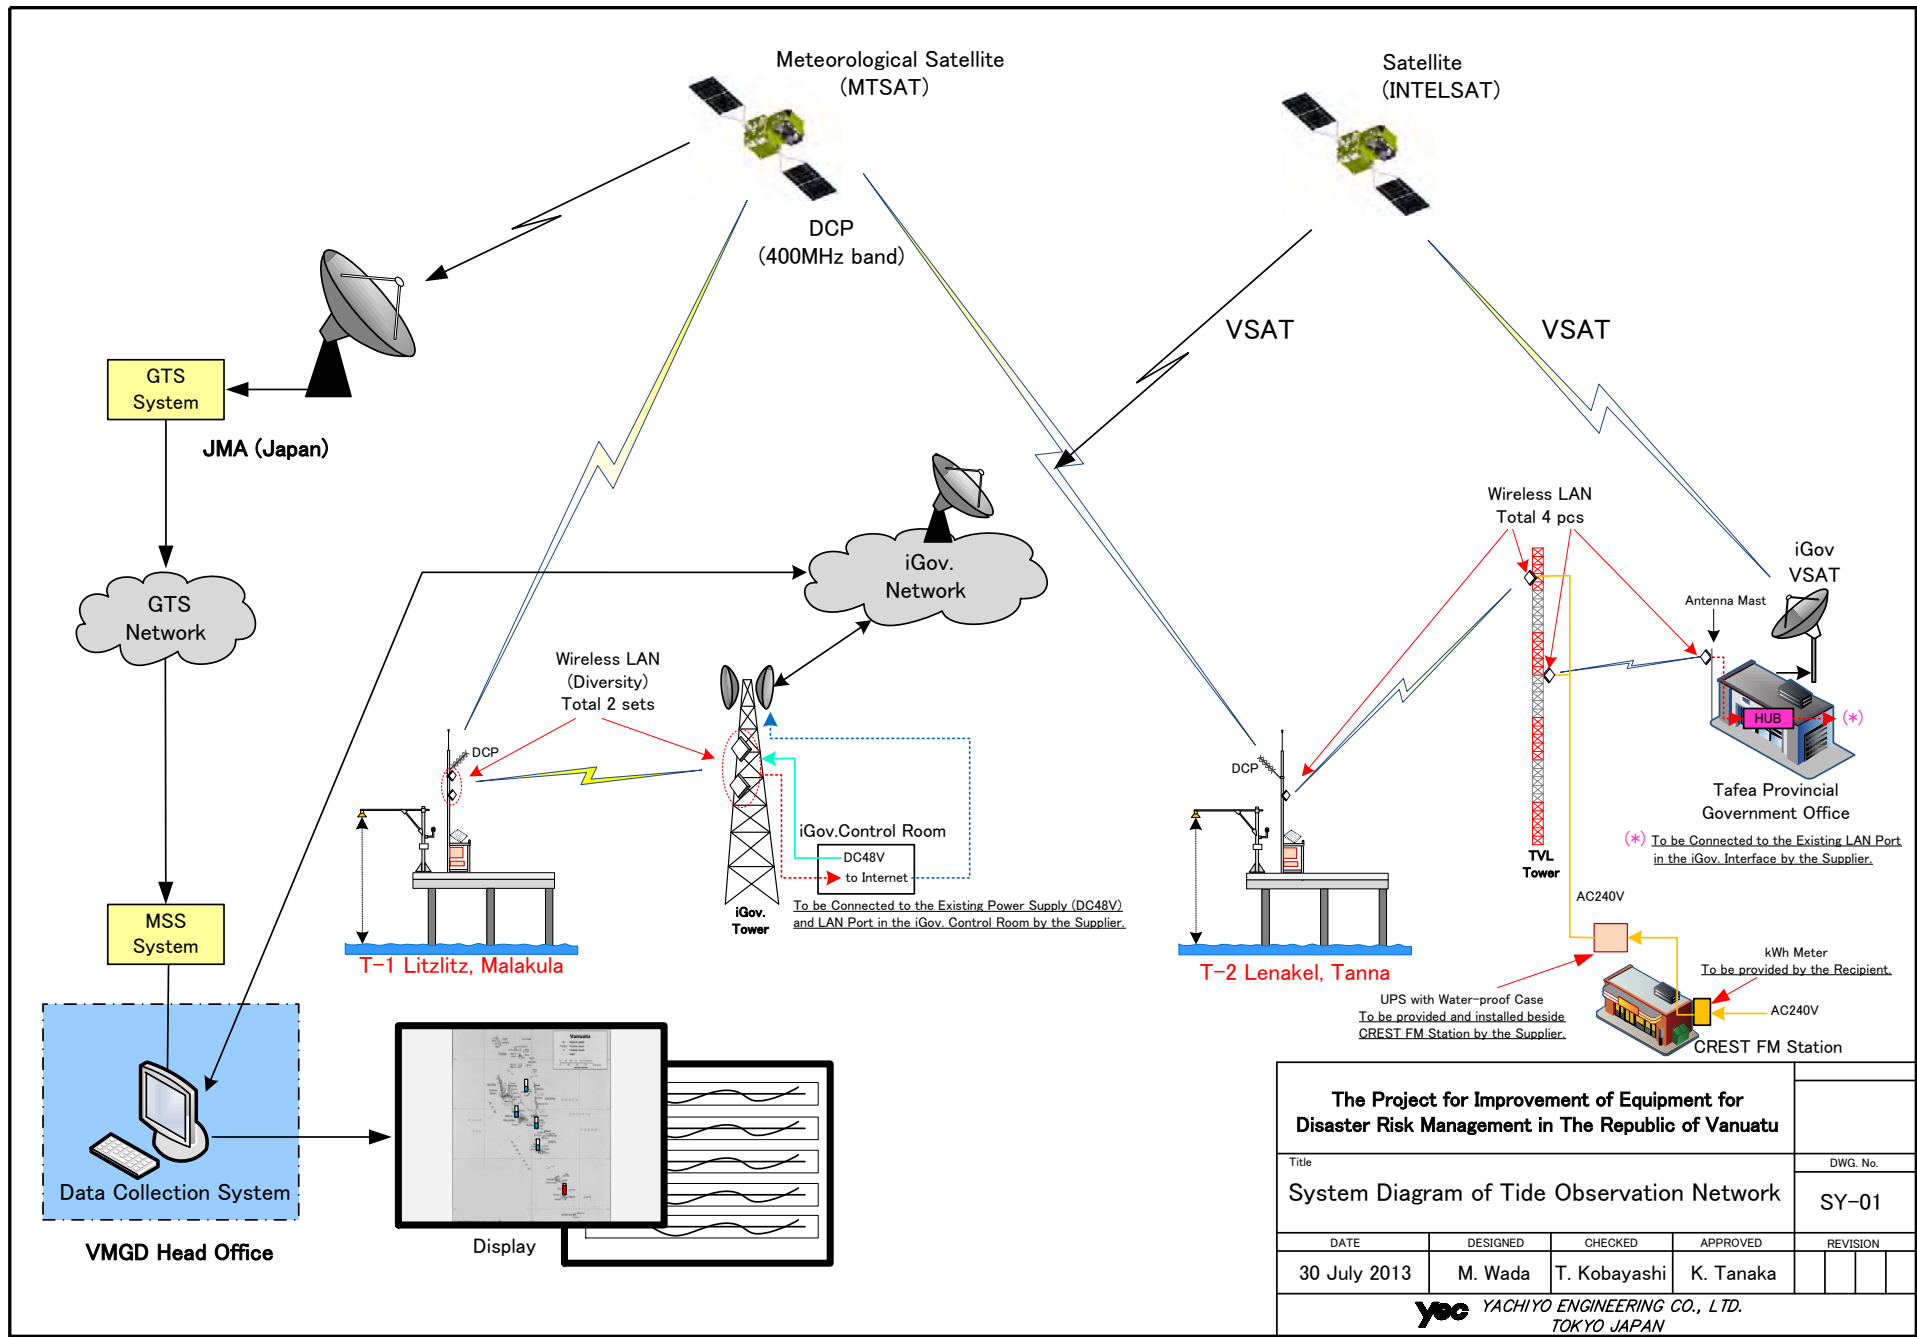 Meteorological Satellite
(MTSAT)
Satellite
(INTELSAT)
DCP
(400MHz band)
VSAT
VSAT
GTS
System
JMA (Japan)
GTS
Network
MSS
System
Data Collection System
VMGD Head Office
Vanuatu
Display
iGov.
Network
Wireless LAN
(Diversity)
Total 2 sets
DCP
iGov.Control Room
DC48V
to Internet
To be Connected to the Existing Power Supply (DC48V)
and LAN Port in the iGov. Control Room by the Supplier.
iGov.
Tower
T-1 Litzlitz, Malakula
Wireless LAN
Total 4 pcs
iGov
VSAT
Antenna Mast
HUB
(*)
Tafea Provincial
Government Office
(*) To be Connected to the Existing LAN Port
in the iGov. Interface by the Supplier.
DCP
TVL
Tower
T-2 Lenakel, Tanna
AC240V
kWh Meter
To be provided by the Recipient.
UPS with Water-proof Case
To be provided and installed beside
CREST FM Station by the Supplier.
AC240V
CREST FM Station
The Project for Improvement of Equipment for
Disaster Risk Management in The Republic of Vanuatu
Title
System Diagram of Tide Observation Network
DWG. No.
SY-01
DATE DESIGNED CHECKED APPROVED REVISION
30 July 2013 M. Wada T. Kobayashi K. Tanaka
yec YACHIYO ENGINEERING CO., LTD.
TOKYO JAPAN